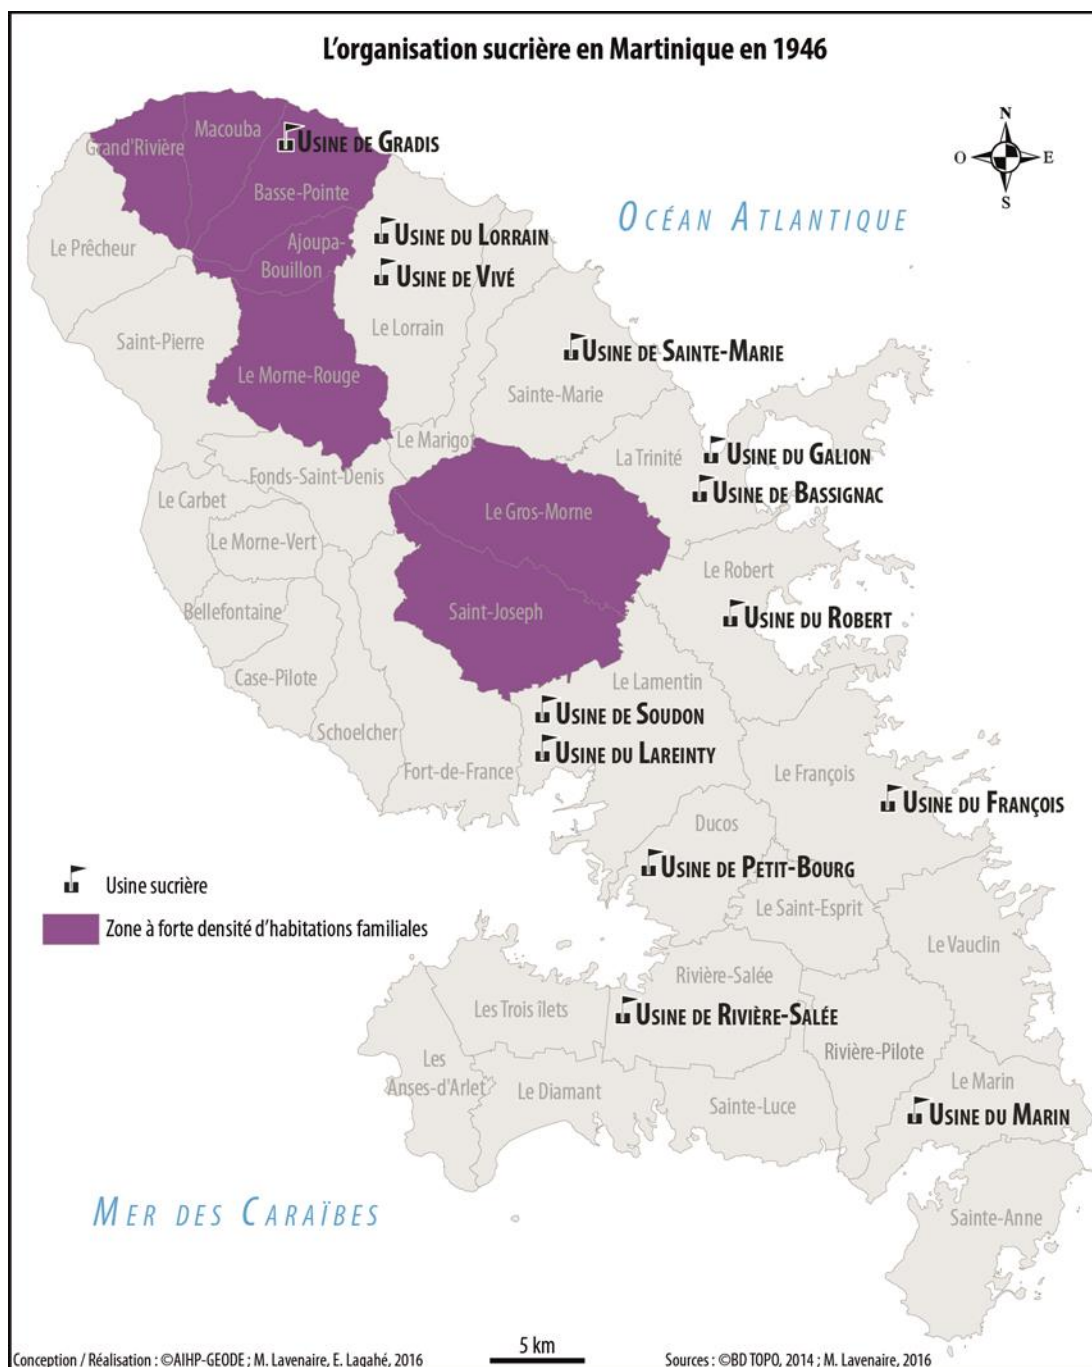 L'organisation sucrière en Martinique en 1946
N
O
E
S
OCÉAN ATLANTIQUE
Macouba
Grand'Rivière
USINE DE GRADIS
Basse-Pointe
Le Prêcheur
Ajoupa-
Bouillon
USINE DU LORRAIN
USINE DE VIVÉ
Saint-Pierre
Le Lorrain
USINE DE SAINTE-MARIE
Le Morne-Rouge
Sainte-Marie
Le Marigot
La Trinité
USINE DU GALION
Fonds-Saint-Denis
USINE DE BASSIGNAC
Le Carbet
Le Gros-Morne
Le Morne-Vert
Le Robert
Bellefontaine
Saint-Joseph
USINE DU ROBERT
Case-Pilote
Le Lamentin
USINE DE SOUDON
Schoelcher
USINE DU LAREINTY
Fort-de-France
Le François
USINE DU FRANÇOIS
Ducos
USINE DE PETIT-BOURG
Usine sucrière
Le Saint-Esprit
Zone à forte densité d'habitations familiales
Le Vauclin
Rivière-Salée
Les Trois îlets
USINE DE RIVIÈRE-SALÉE
Rivière-Pilote
Les
Anses-d'Arlet
Le Diamant
Le Marin
Sainte-Luce
USINE DU MARIN
MER DES CARAÏBES
Sainte-Anne
5 km
Conception / Réalisation : ©AIHP-GEODE ; M. Lavenaire, E. Lagahé, 2016
Sources : ©BD TOPO, 2014 ; M. Lavenaire, 2016